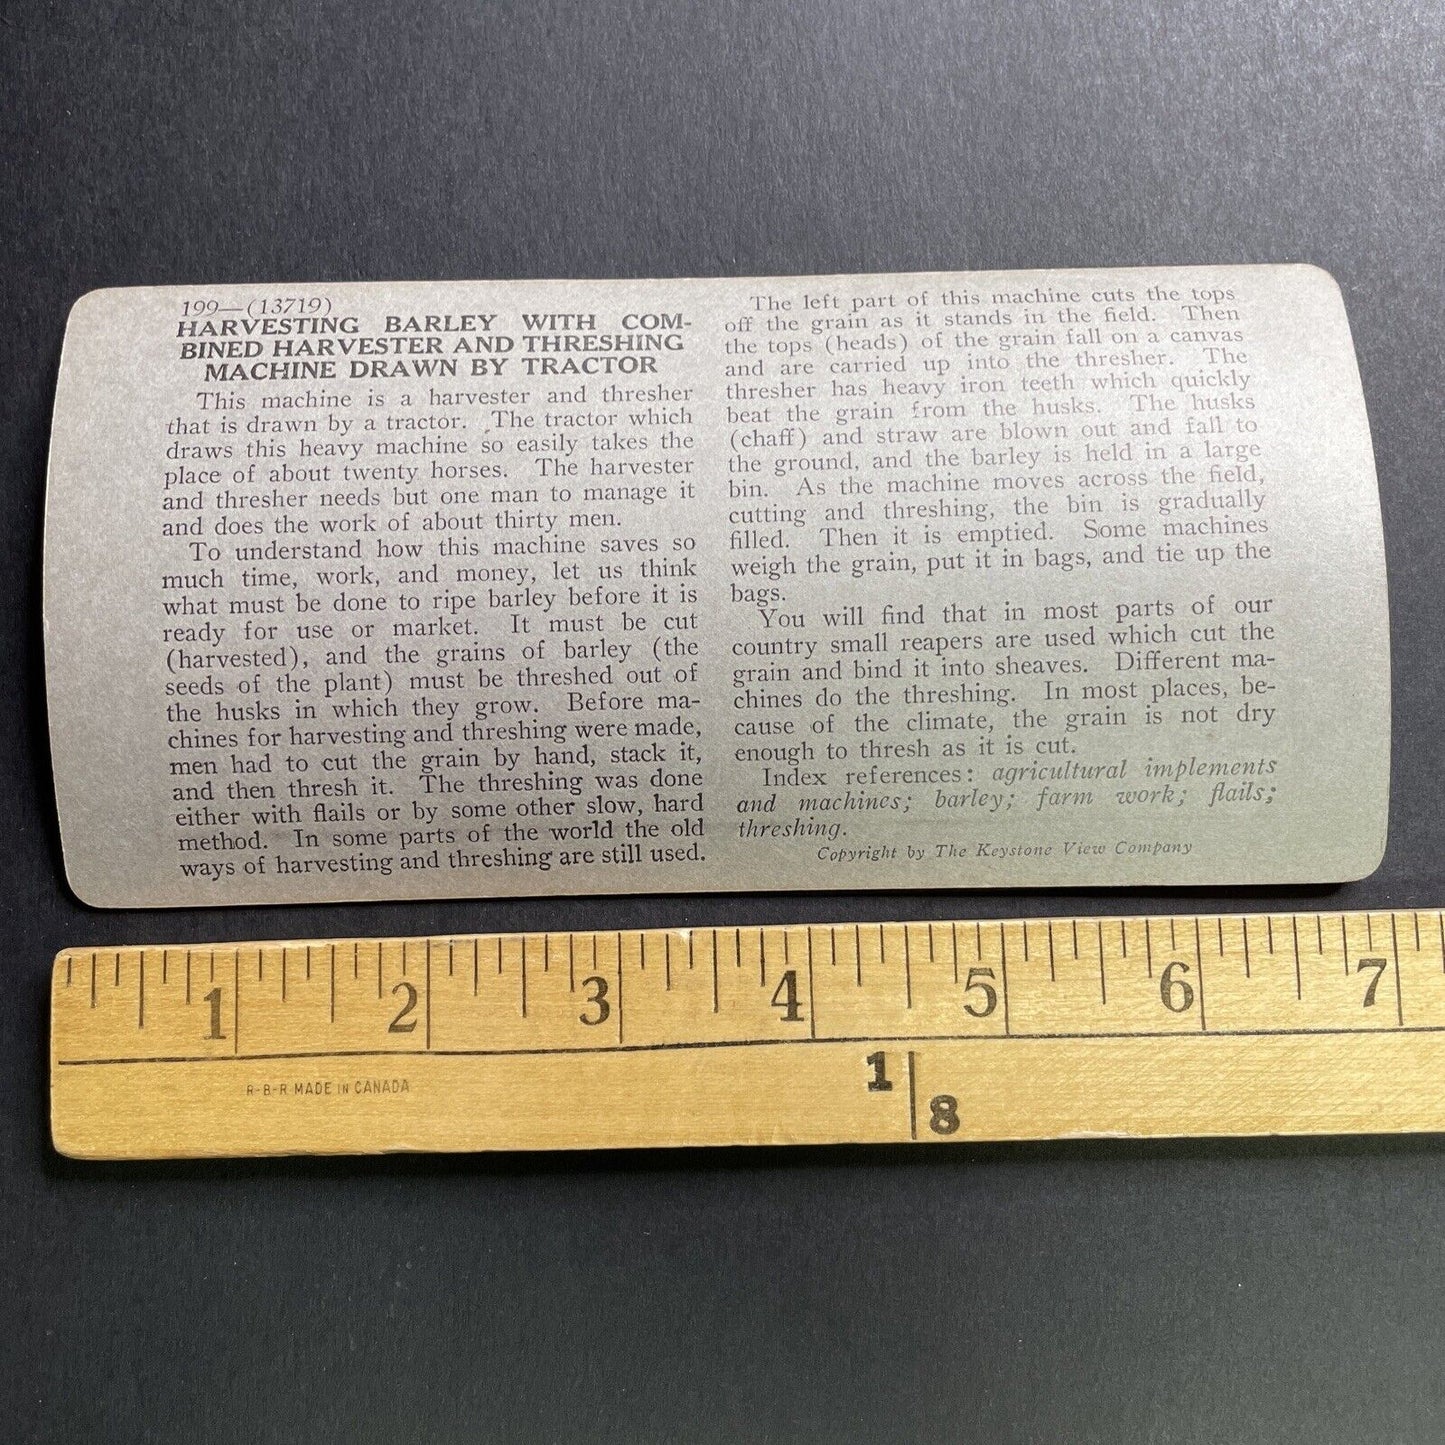 199—(13719)
HARVESTING BARLEY WITH COM-
BINED HARVESTER AND THRESHING
MACHINE DRAWN BY TRACTOR
This machine is a harvester and thresher
that is drawn by a tractor. The tractor which
draws this heavy machine so easily takes the
place of about twenty horses. The harvester
and thresher needs but one man to manage it
and does the work of about thirty men.
To understand how this machine saves so
much time, work, and money, let us think
what must be done to ripe barley before it is
ready for use or market. It must be cut
(harvested), and the grains of barley (the
seeds of the plant) must be threshed out of
the husks in which they grow. Before ma-
chines for harvesting and threshing were made,
men had to cut the grain by hand, stack it,
and then thresh it. The threshing was done
either with flails or by some other slow, hard
method. In some parts of the world the old
ways of harvesting and threshing are still used.
The left part of this machine cuts the tops
off the grain as it stands in the field. Then
the tops (heads) of the grain fall on a canvas
and are carried up into the thresher. The
thresher has heavy iron teeth which quickly
beat the grain from the husks. The husks
(chaff) and straw are blown out and fall to
the ground, and the barley is held in a large
bin. As the machine moves across the field,
cutting and threshing, the bin is gradually
filled. Then it is emptied. Some machines
weigh the grain, put it in bags, and tie up the
bags.
You will find that in most parts of our
country small reapers are used which cut the
grain and bind it into sheaves. Different ma-
chines do the threshing. In most places, be-
cause of the climate, the grain is not dry
enough to thresh as it is cut.
Index references: agricultural implements
and machines; barley; farm work; flails;
threshing.
Copyright by The Keystone View Company
1 2 3 4 5 6 7
R-B-R MADE IN CANADA
1
8